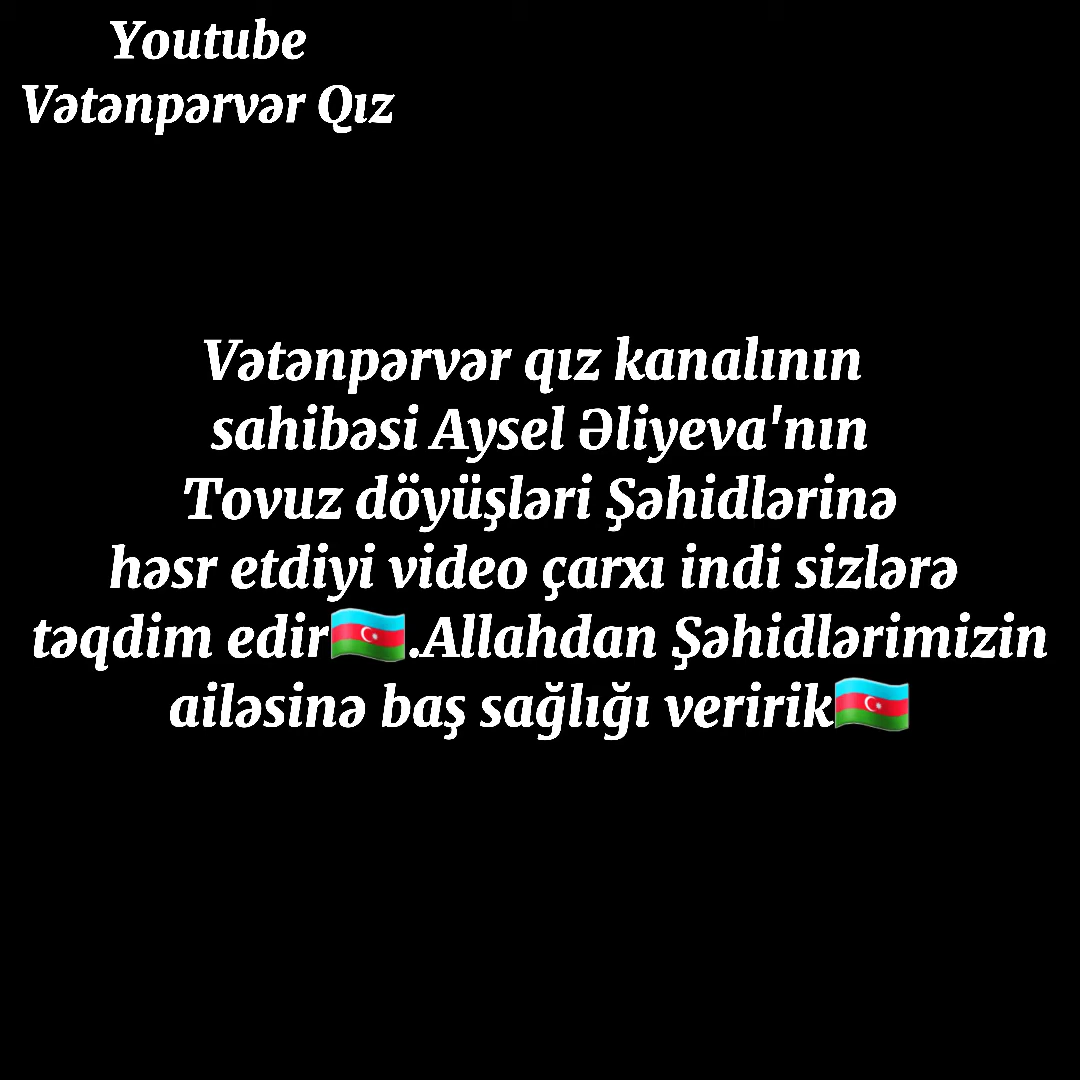 Youtube
Vətənpərvər Qız
Vətənpərvər qız kanalının
sahibəsi Aysel Əliyeva'nın
Tovuz döyüşləri Şəhidlərinə
həsr etdiyi video çarxı indi sizlərə
təqdim edir🇦🇿.Allahdan Şəhidlərimizin
ailəsinə baş sağlığı veririk🇦🇿